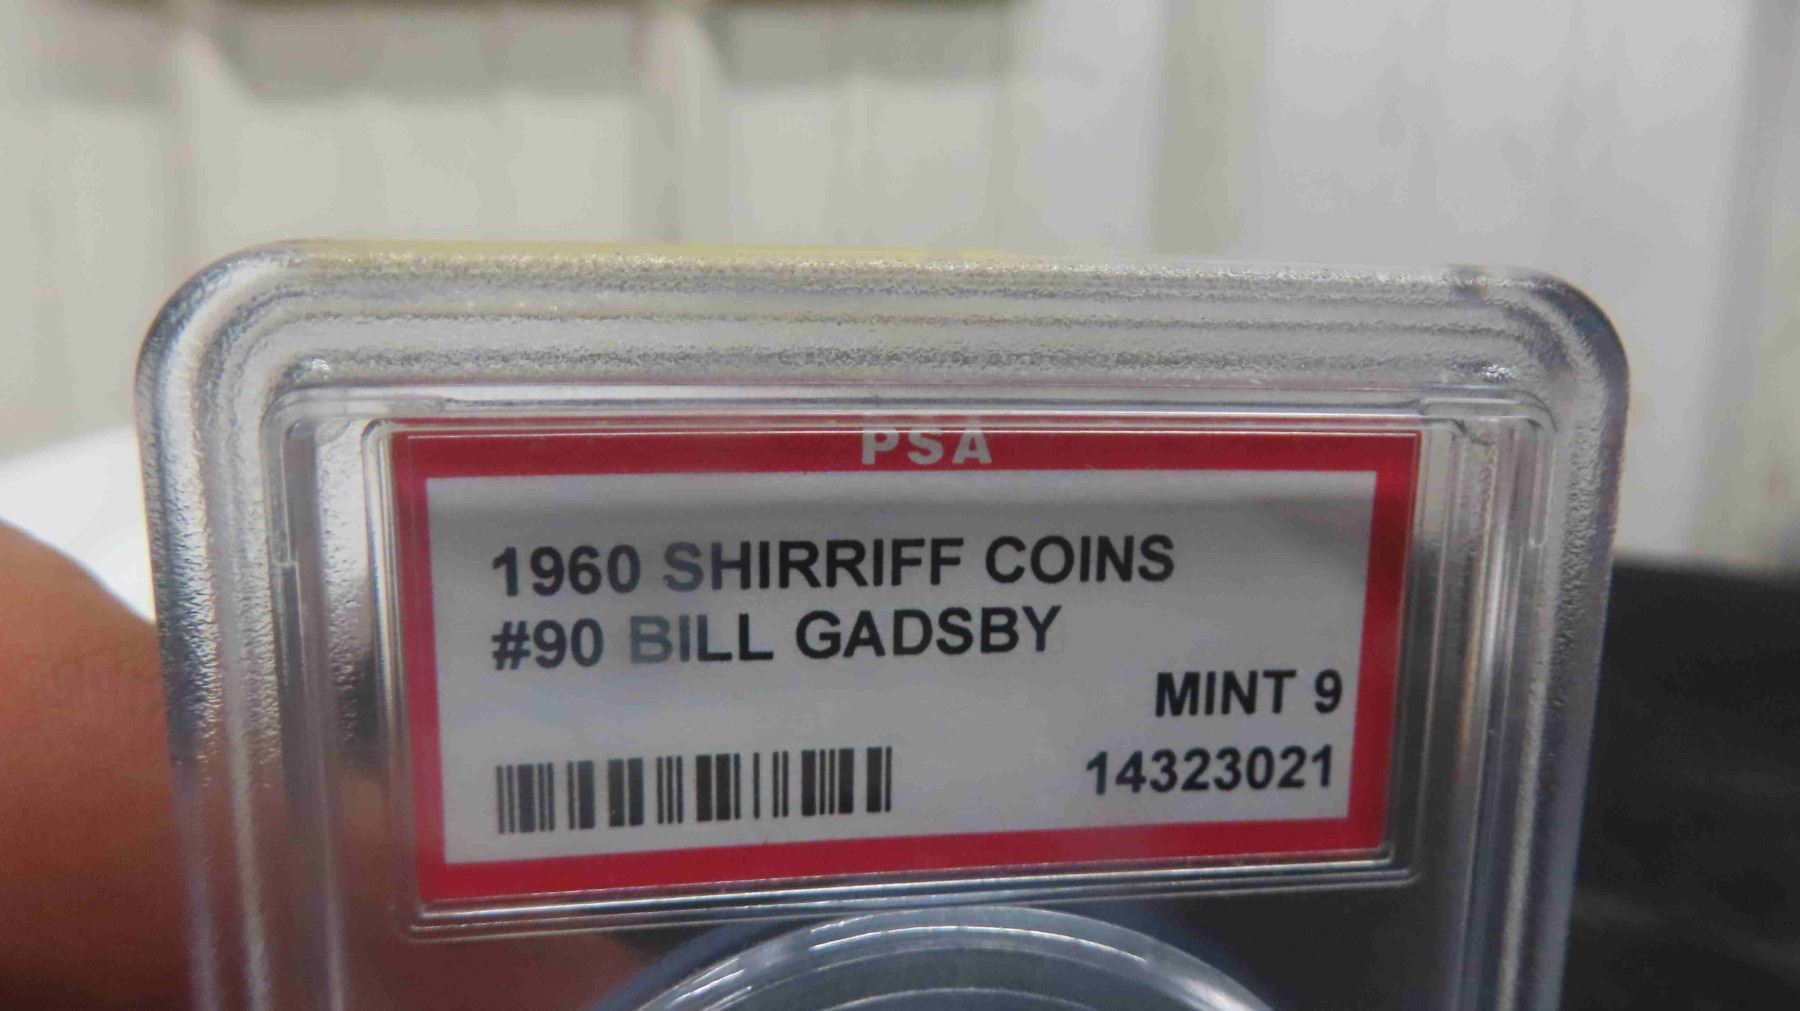 PSA
1960 SHIRRIFF COINS
#90 BILL GADSBY
MINT 9
14323021